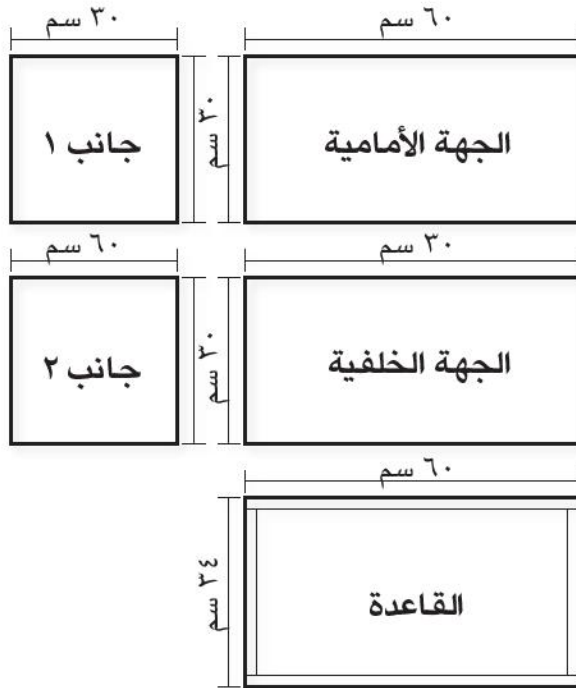 ٦٠ سم
٣٠ سم
الجهة الأمامية
٣٠ سم
جانب ١
٣٠ سم
٦٠ سم
الجهة الخلفية
٣٠ سم
جانب ٢
٦٠ سم
القاعدة
٣٤ سم